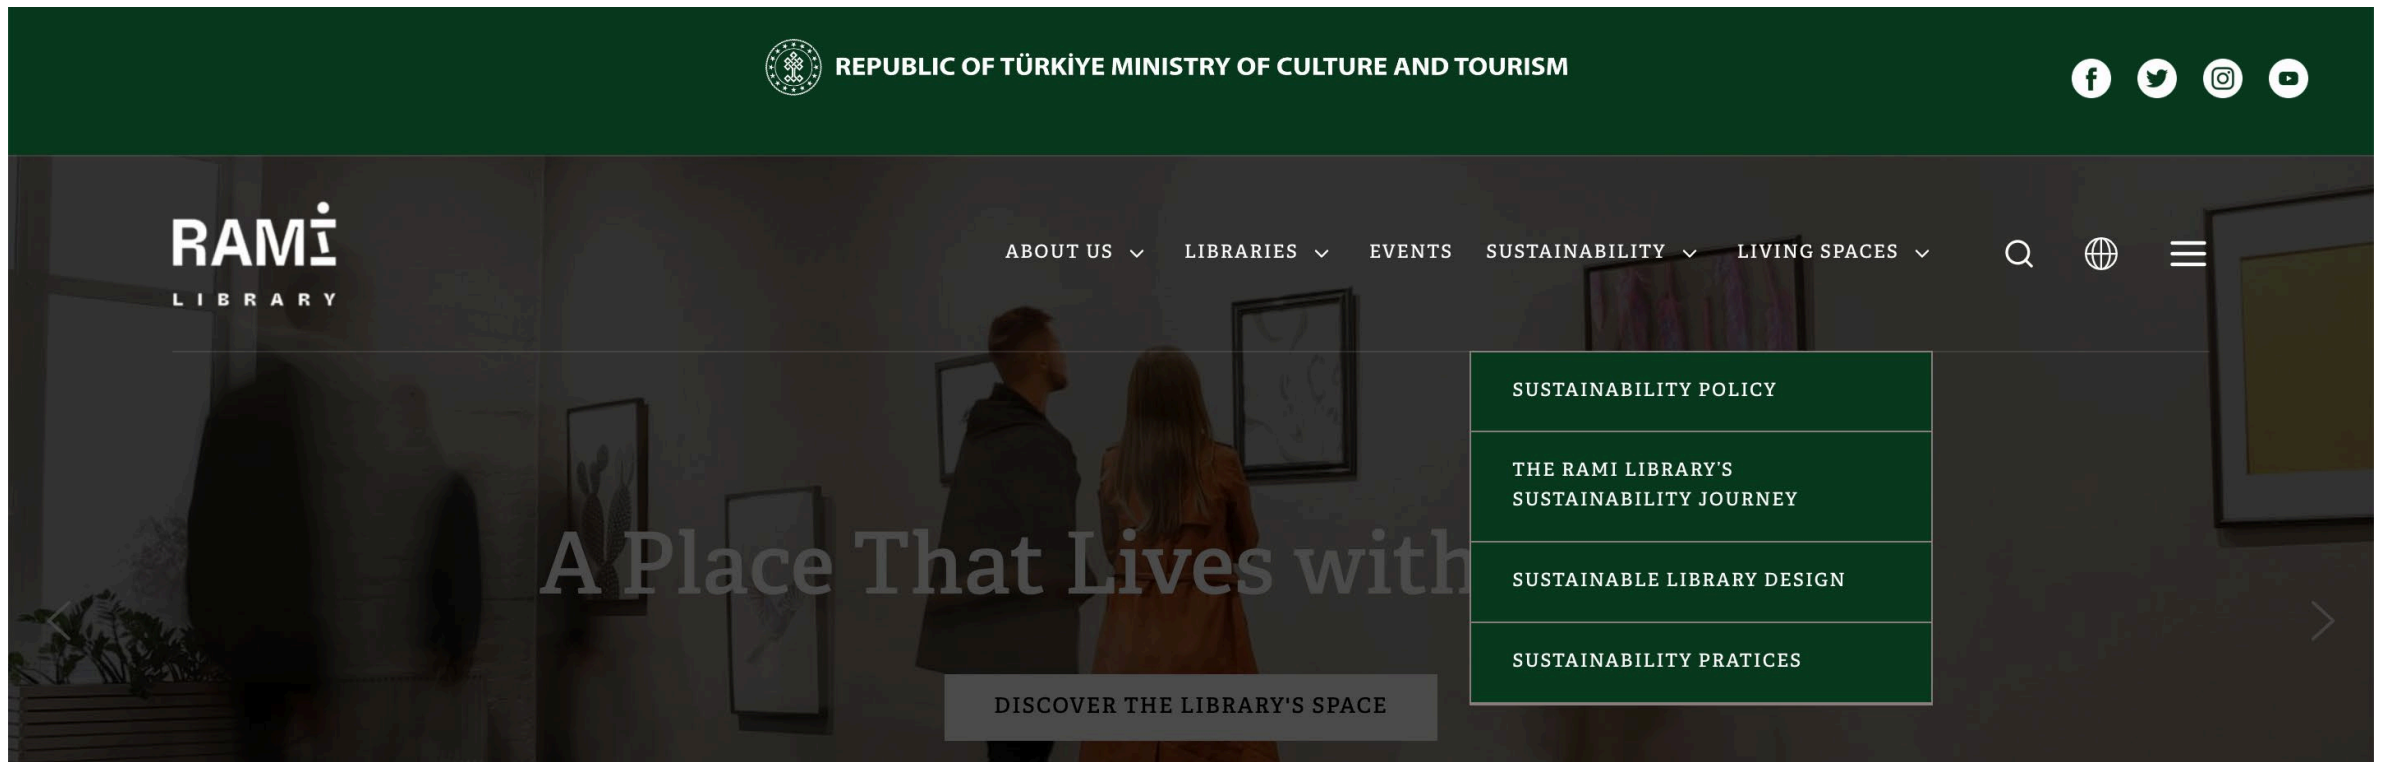 REPUBLIC OF TÜRKİYE MINISTRY OF CULTURE AND TOURISM
RAMİ
LIBRARY
ABOUT US
LIBRARIES
EVENTS
SUSTAINABILITY
LIVING SPACES
SUSTAINABILITY POLICY
THE RAMI LIBRARY'S
SUSTAINABILITY JOURNEY
SUSTAINABLE LIBRARY DESIGN
SUSTAINABILITY PRATICES
A Place That Lives with
DISCOVER THE LIBRARY'S SPACE